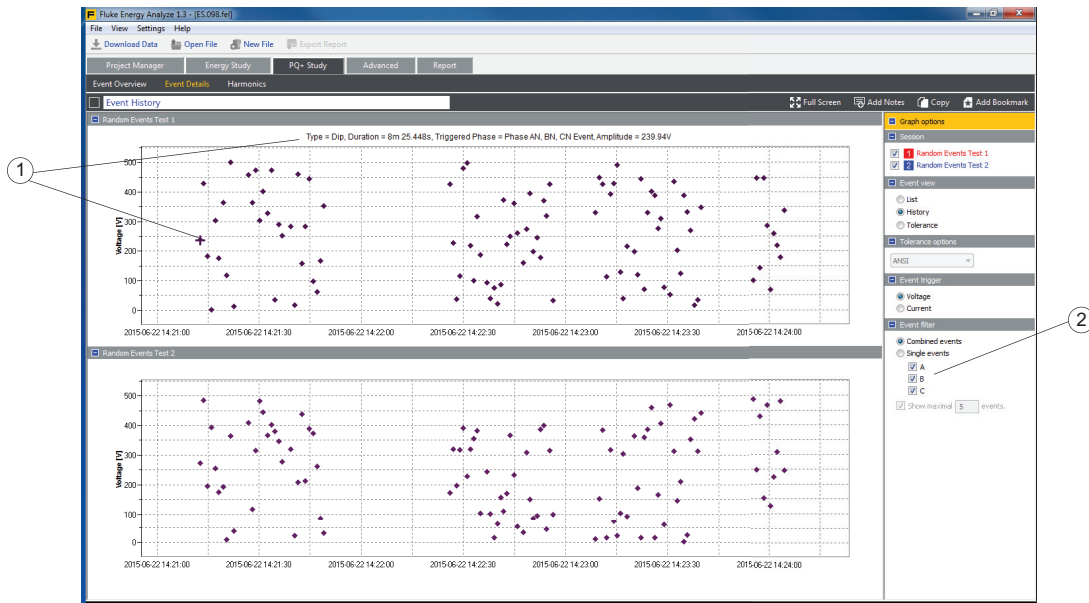 Fluke Energy Analyze 1.3 - [ES.098.fel]
File View Settings Help
Download Data Open File New File Export Report
Project Manager Energy Study PQ+ Study Advanced Report
Event Overview Event Details Harmonics
Event History Full Screen Add Notes Copy Add Bookmark
Random Events Test 1
Type = Dip, Duration = 8m 25.448s, Triggered Phase = Phase AN, BN, CN Event, Amplitude = 239.94V
1
Voltage [V]
500
400
300
200
100
0
2015-06-22 14:21:00 2015-06-22 14:21:30 2015-06-22 14:22:00 2015-06-22 14:22:30 2015-06-22 14:23:00 2015-06-22 14:23:30 2015-06-22 14:24:00
Random Events Test 2
Voltage [V]
500
400
300
200
100
0
2015-06-22 14:21:00 2015-06-22 14:21:30 2015-06-22 14:22:00 2015-06-22 14:22:30 2015-06-22 14:23:00 2015-06-22 14:23:30 2015-06-22 14:24:00
Graph options
Session
1 Random Events Test 1
2 Random Events Test 2
Event view
List
History
Tolerance
Tolerance options
ANSI
Event trigger
Voltage
Current
Event filter
Combined events
Single events
A
B
C
Show maximal 5 events.
2